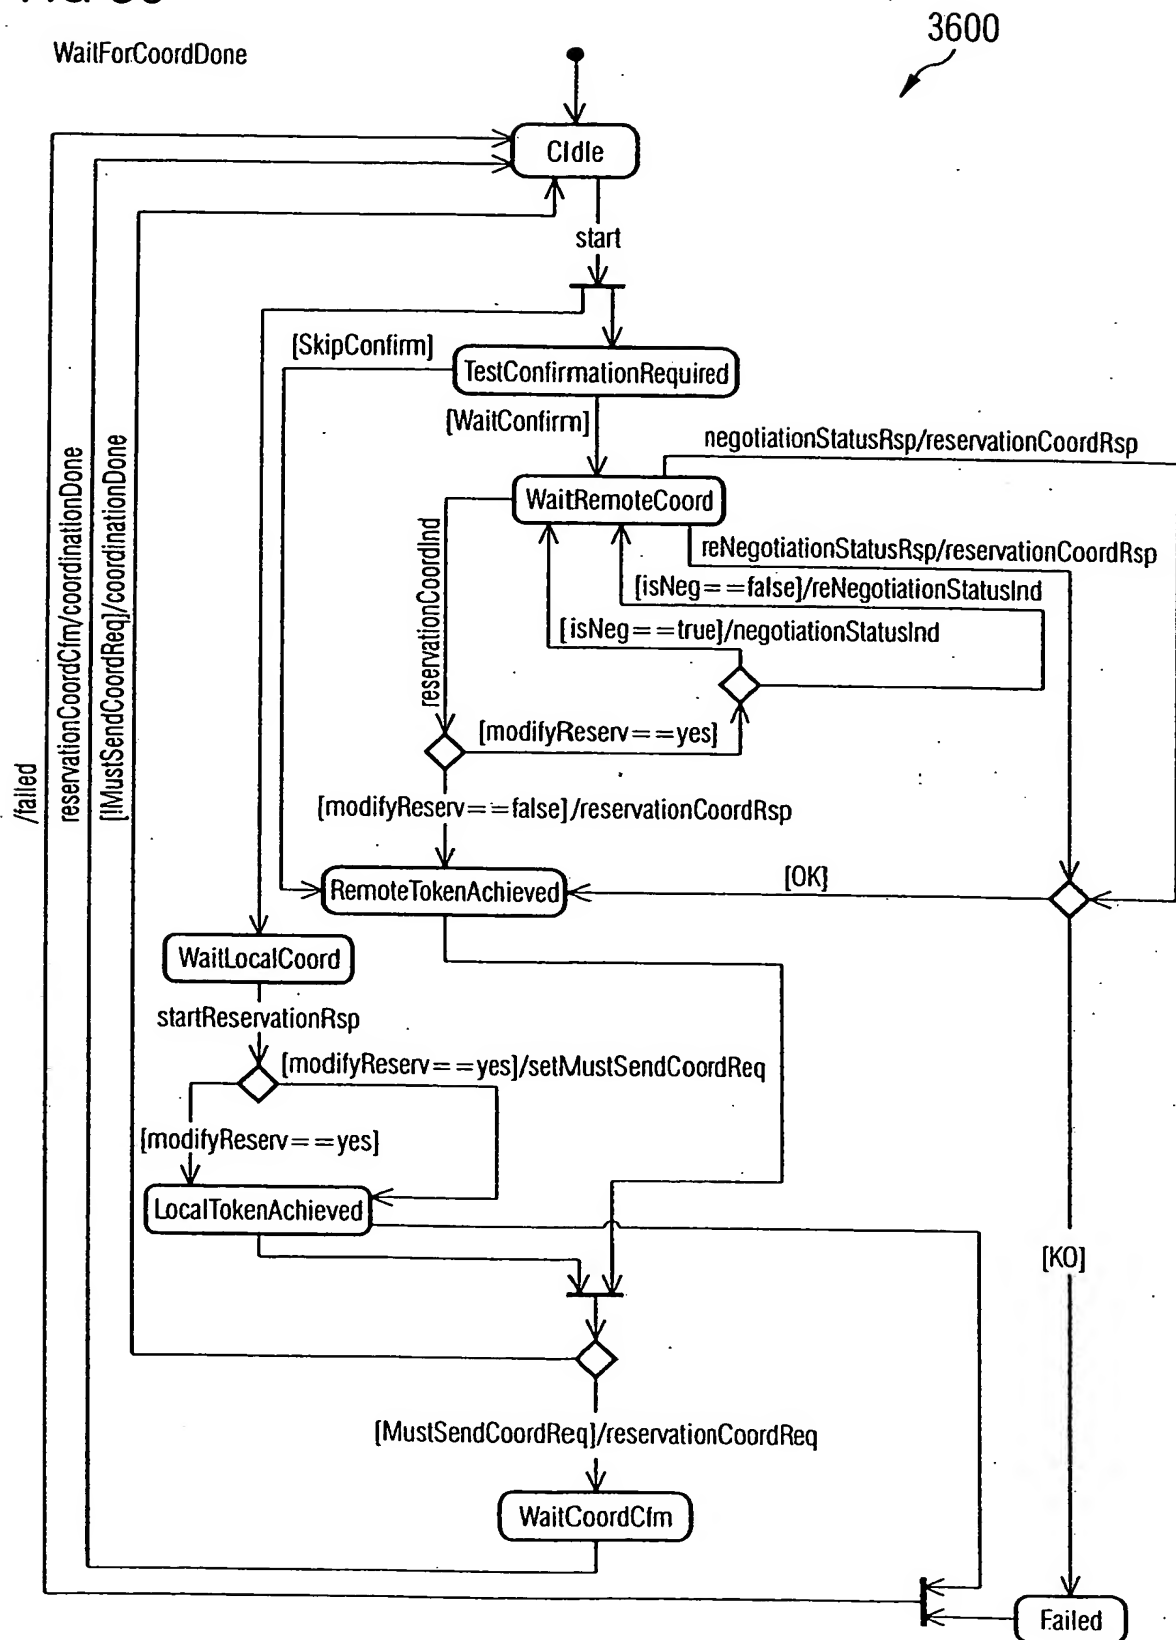 3600
WaitForCoordDone
CIdle
start
[SkipConfirm]
TestConfirmationRequired
[WaitConfirm]
negotiationStatusRsp/reservationCoordRsp
WaitRemoteCoord
reNegotiationStatusRsp/reservationCoordRsp
[isNeg==false]/reNegotiationStatusInd
[isNeg==true]/negotiationStatusInd
reservationCoordInd
[modifyReserv==yes]
/failed
reservationCoordCfm/coordinationDone
[!MustSendCoordReq]/coordinationDone
[modifyReserv==false]/reservationCoordRsp
RemoteTokenAchieved
[OK]
WaitLocalCoord
startReservationRsp
[modifyReserv==yes]/setMustSendCoordReq
[modifyReserv==yes]
LocalTokenAchieved
[KO]
[MustSendCoordReq]/reservationCoordReq
WaitCoordCfm
Failed